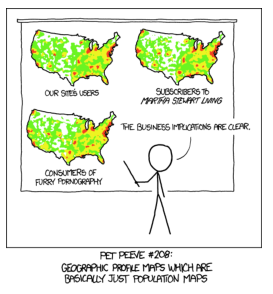 OUR SITE'S USERS
SUBSCRIBERS TO
MARTHA STEWART LIVING
THE BUSINESS IMPLICATIONS ARE CLEAR.
CONSUMERS OF
FURRY PORNOGRAPHY
PET PEEVE #208:
GEOGRAPHIC PROFILE MAPS WHICH ARE
BASICALLY JUST POPULATION MAPS